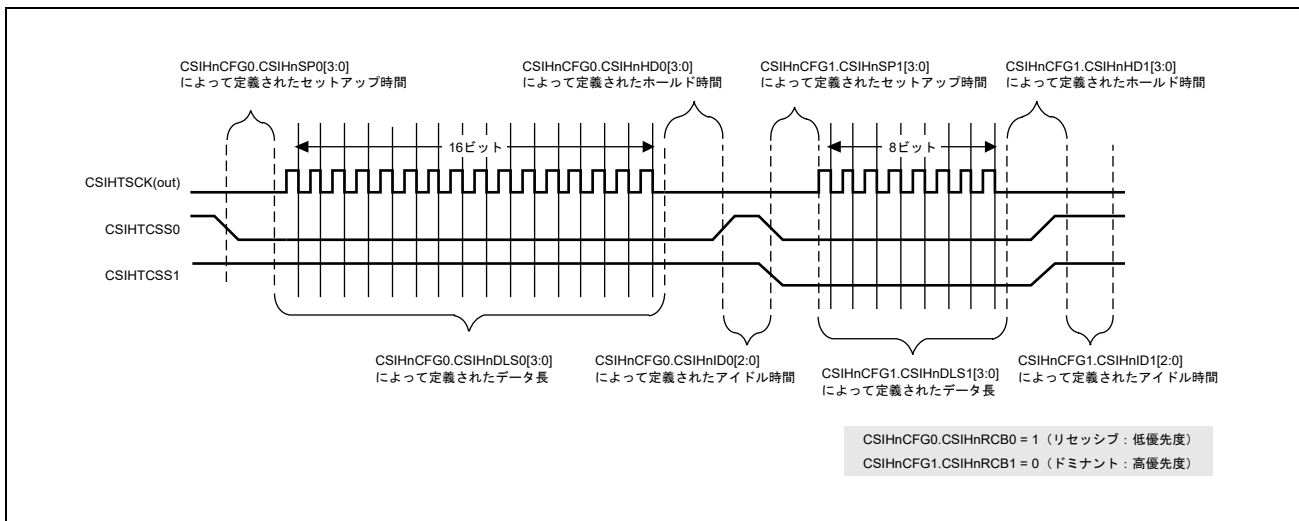 CSIHnCFG0.CSIHnSP0[3:0]
によって定義されたセットアップ時間
CSIHnCFG0.CSIHnHD0[3:0]
によって定義されたホールド時間
CSIHnCFG1.CSIHnSP1[3:0]
によって定義されたセットアップ時間
CSIHnCFG1.CSIHnHD1[3:0]
によって定義されたホールド時間
16ビット
8ビット
CSIHTSCK(out)
CSIHTCSS0
CSIHTCSS1
CSIHnCFG0.CSIHnDLS0[3:0]
によって定義されたデータ長
CSIHnCFG0.CSIHnID0[2:0]
によって定義されたアイドル時間
CSIHnCFG1.CSIHnDLS1[3:0]
によって定義されたデータ長
CSIHnCFG1.CSIHnID1[2:0]
によって定義されたアイドル時間
CSIHnCFG0.CSIHnRCB0 = 1（リセッシブ：低優先度）
CSIHnCFG1.CSIHnRCB1 = 0（ドミナント：高優先度）